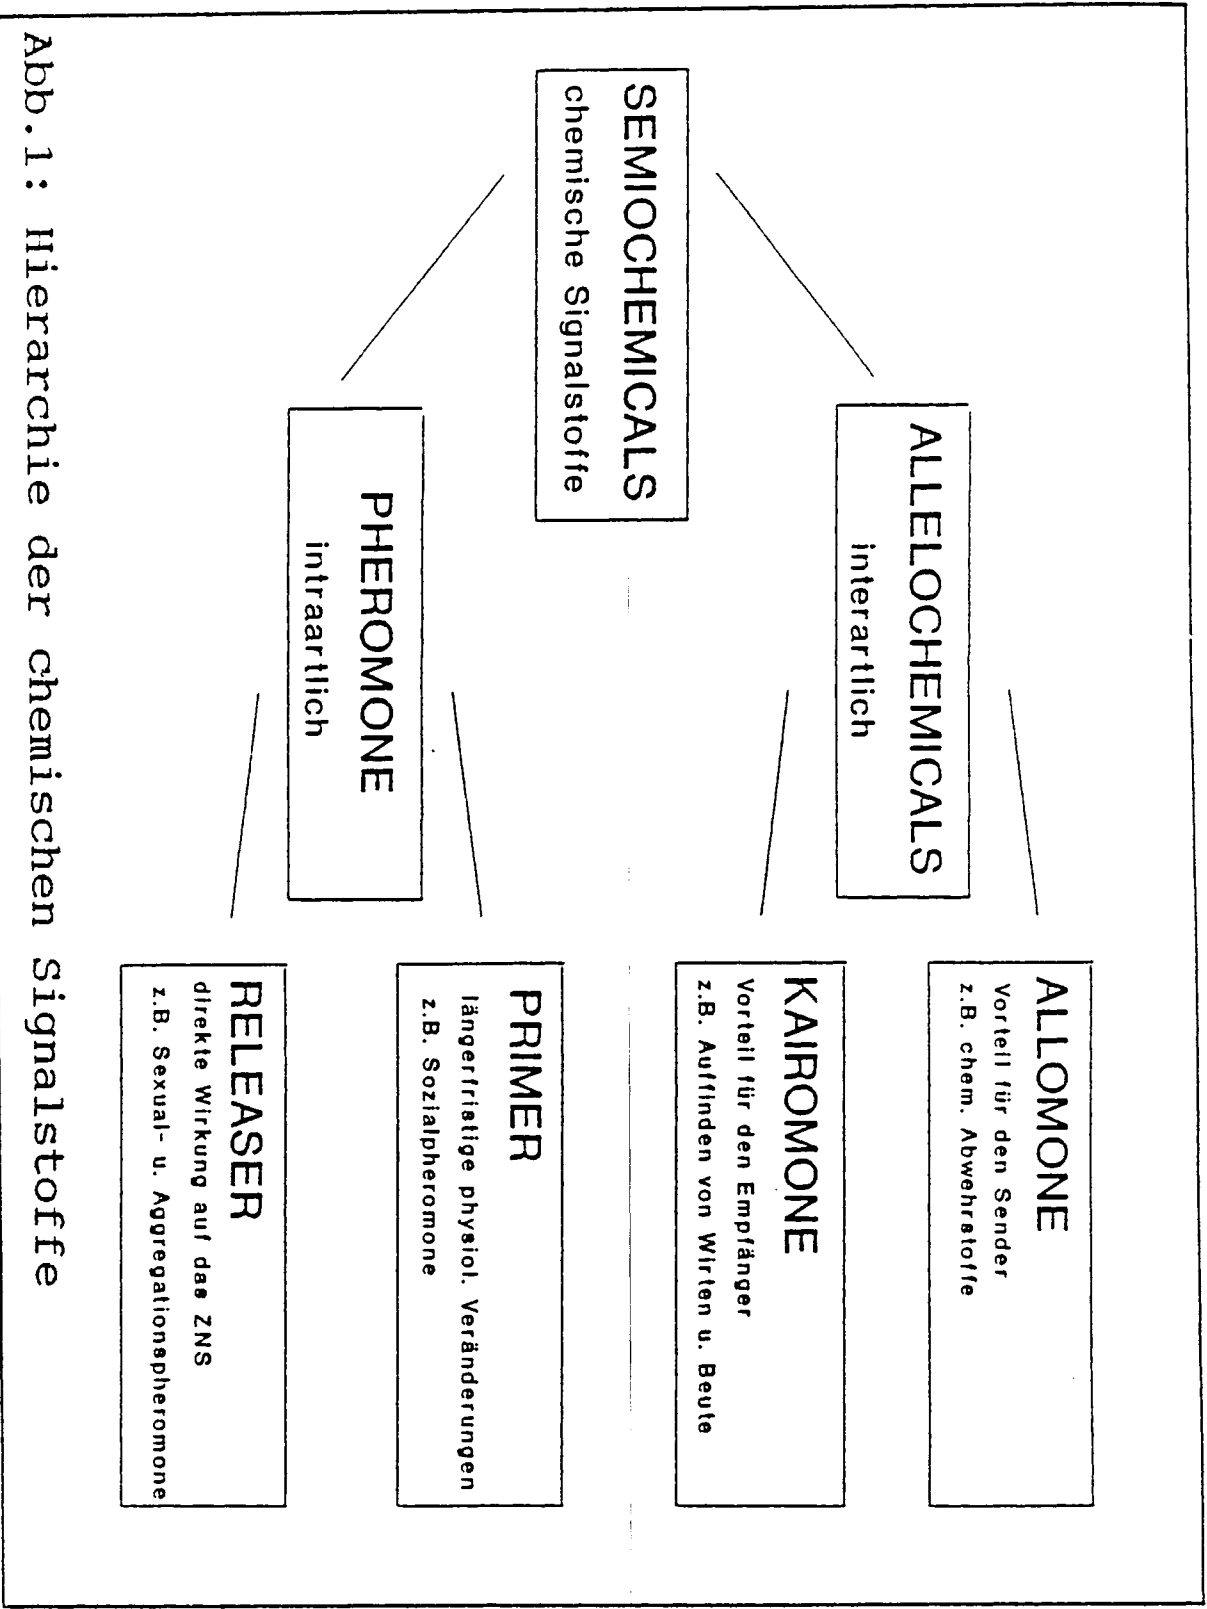 SEMIOCHEMICALS
chemische Signalstoffe
ALLELOCHEMICALS
interartlich
PHEROMONE
intraartlich
ALLOMONE
Vorteil für den Sender
z.B. chem. Abwehrstoffe
KAIROMONE
Vorteil für den Empfänger
z.B. Auffinden von Wirten u. Beute
PRIMER
längerfristige physiol. Veränderungen
z.B. Sozialpheromone
RELEASER
direkte Wirkung auf das ZNS
z.B. Sexual- u. Aggregationspheromone
Abb.1: Hierarchie der chemischen Signalstoffe